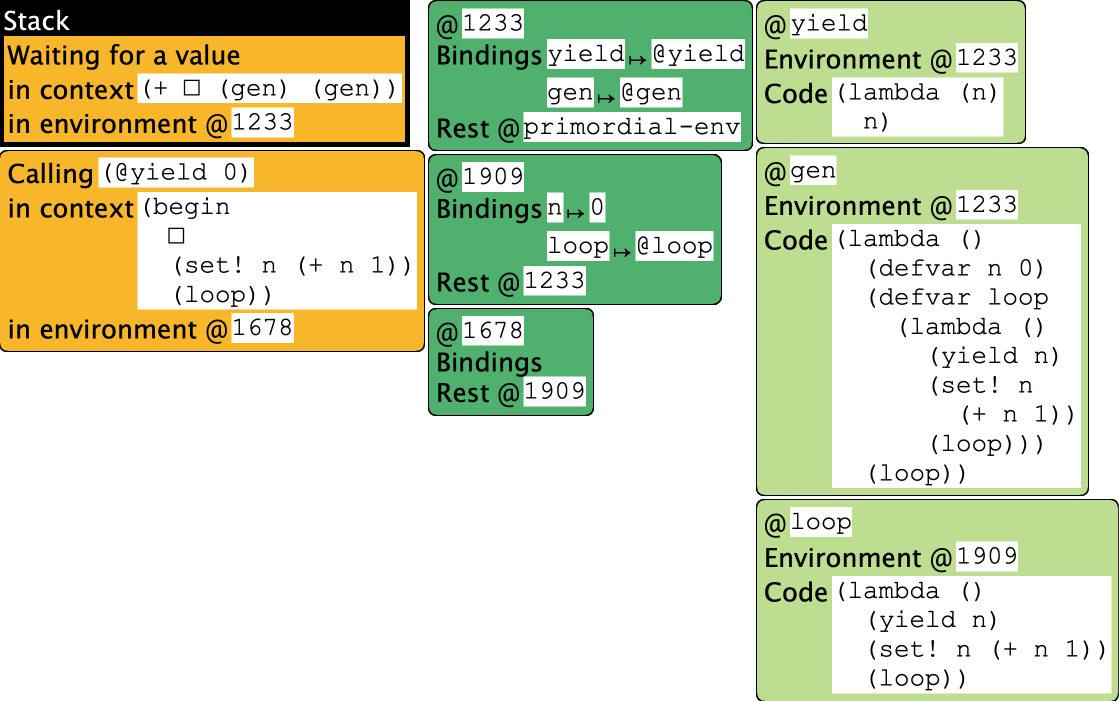 Stack
Waiting for a value
in context (+ □ (gen) (gen))
in environment @ 1233
Calling (@yield 0)
in context (begin
□
(set! n (+ n 1))
(loop))
in environment @ 1678
@ 1233
Bindings yield ↦ @yield
gen ↦ @gen
Rest @ primordial-env
@ 1909
Bindings n ↦ 0
loop ↦ @loop
Rest @ 1233
@ 1678
Bindings
Rest @ 1909
@ yield
Environment @ 1233
Code (lambda (n)
n)
@ gen
Environment @ 1233
Code (lambda ()
(defvar n 0)
(defvar loop
(lambda ()
(yield n)
(set! n
(+ n 1))
(loop)))
(loop))
@ loop
Environment @ 1909
Code (lambda ()
(yield n)
(set! n (+ n 1))
(loop))